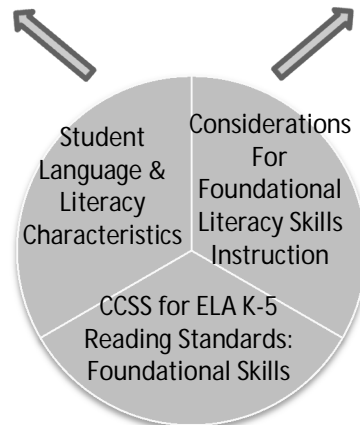 Student
Language &
Literacy
Characteristics
Considerations
For
Foundational
Literacy Skills
Instruction
CCSS for ELA K-5
Reading Standards:
Foundational Skills